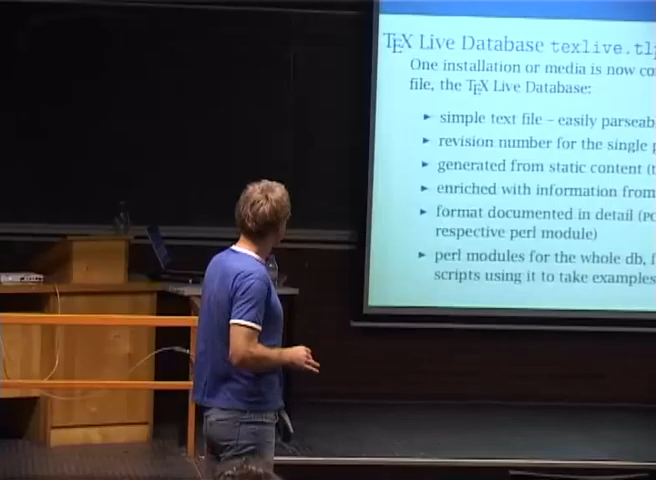 TEX Live Database texlive.tlp
One installation or media is now co
file, the TEX Live Database:
► simple text file – easily parseab
► revision number for the single p
► generated from static content (t
► enriched with information from
► format documented in detail (PO
respective perl module)
► perl modules for the whole db, f
scripts using it to take examples